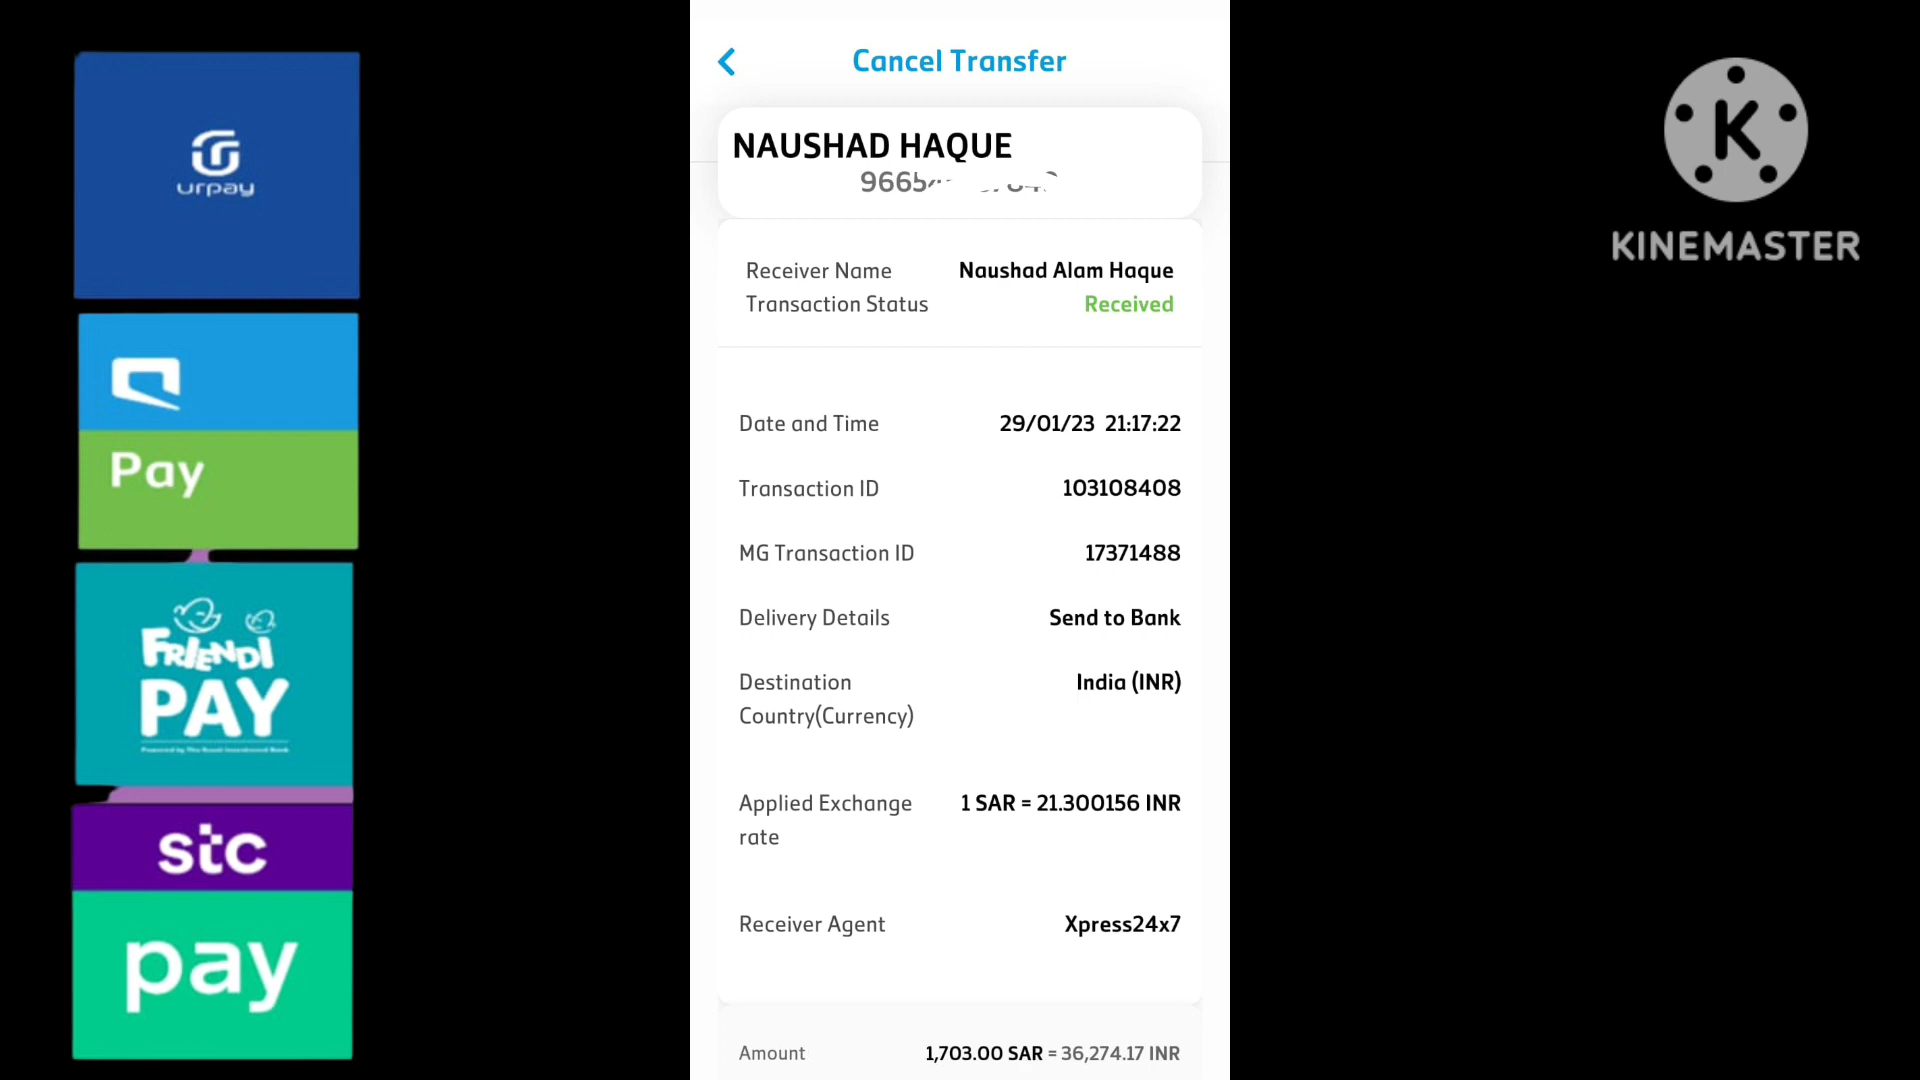 urpay
Pay
FRiENDi
PAY
stc
pay
Cancel Transfer
NAUSHAD HAQUE
Receiver Name Naushad Alam Haque
Transaction Status Received
Date and Time 29/01/23 21:17:22
Transaction ID 103108408
MG Transaction ID 17371488
Delivery Details Send to Bank
Destination India (INR)
Country(Currency)
Applied Exchange 1 SAR = 21.300156 INR
rate
Receiver Agent Xpress24x7
Amount 1,703.00 SAR = 36,274.17 INR
K
KINEMASTER